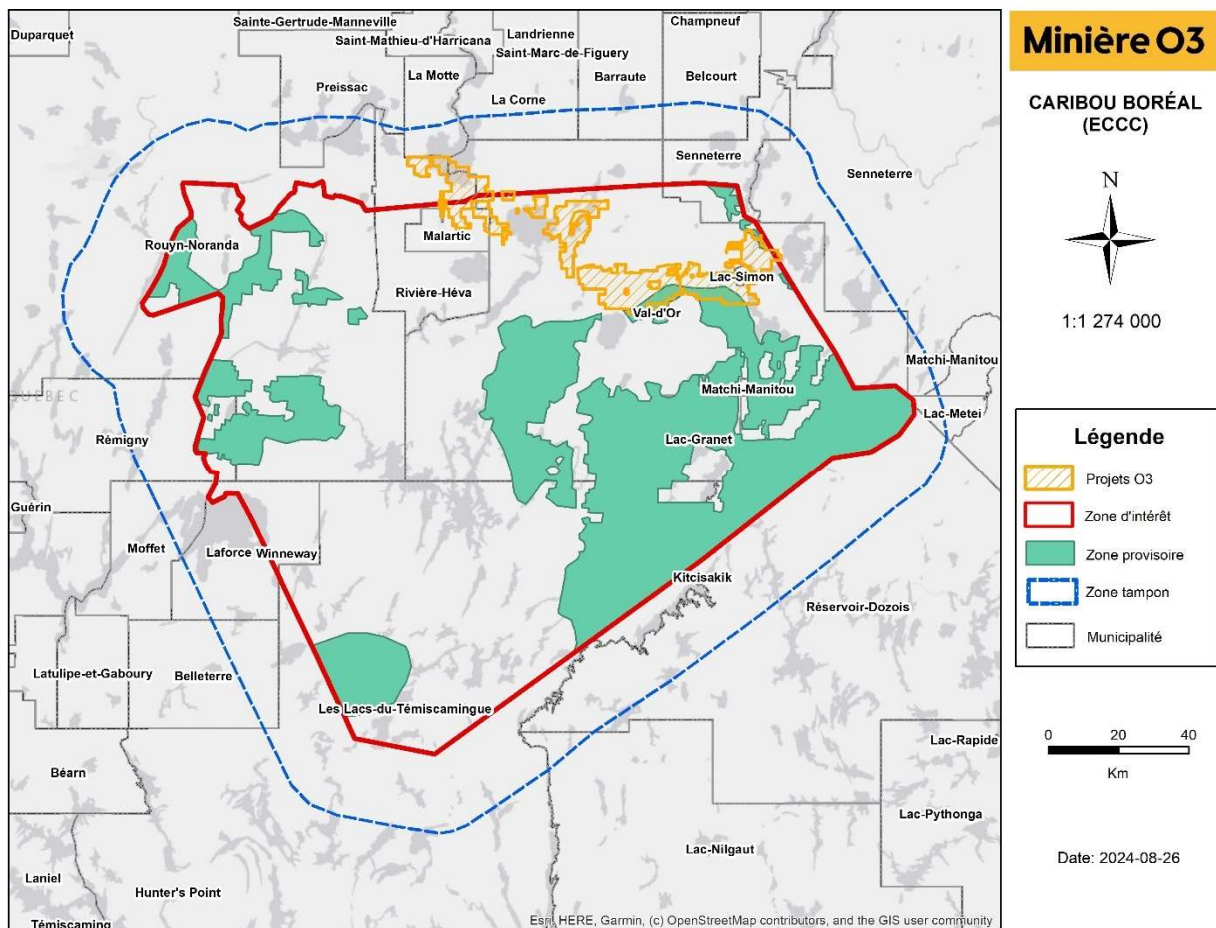 Duparquet
Sainte-Gertrude-Manneville
Saint-Mathieu-d'Harricana
Landrienne
Saint-Marc-de-Figuery
Champneuf
La Motte
Barraute
Belcourt
Preissac
La Corne
Senneterre
Senneterre
Rouyn-Noranda
Malartic
Rivière-Héva
Lac-Simon
Val-d'Or
Matchi-Manitou
Matchi-Manitou
Lac-Metei
QUEBEC
Rémigny
Lac-Granet
Guérin
Moffet
Laforce
Winneway
Kitcisakik
Réservoir-Dozois
Latulipe-et-Gaboury
Belleterre
Les Lacs-du-Témiscamingue
Béarn
Lac-Rapide
Lac-Pythonga
Lac-Nilgaut
Laniel
Hunter's Point
Témiscaming
Esri, HERE, Garmin, (c) OpenStreetMap contributors, and the GIS user community
Minière O3
CARIBOU BORÉAL
(ECCC)
N
1:1 274 000
Légende
Projets O3
Zone d'intérêt
Zone provisoire
Zone tampon
Municipalité
0 20 40
Km
Date: 2024-08-26